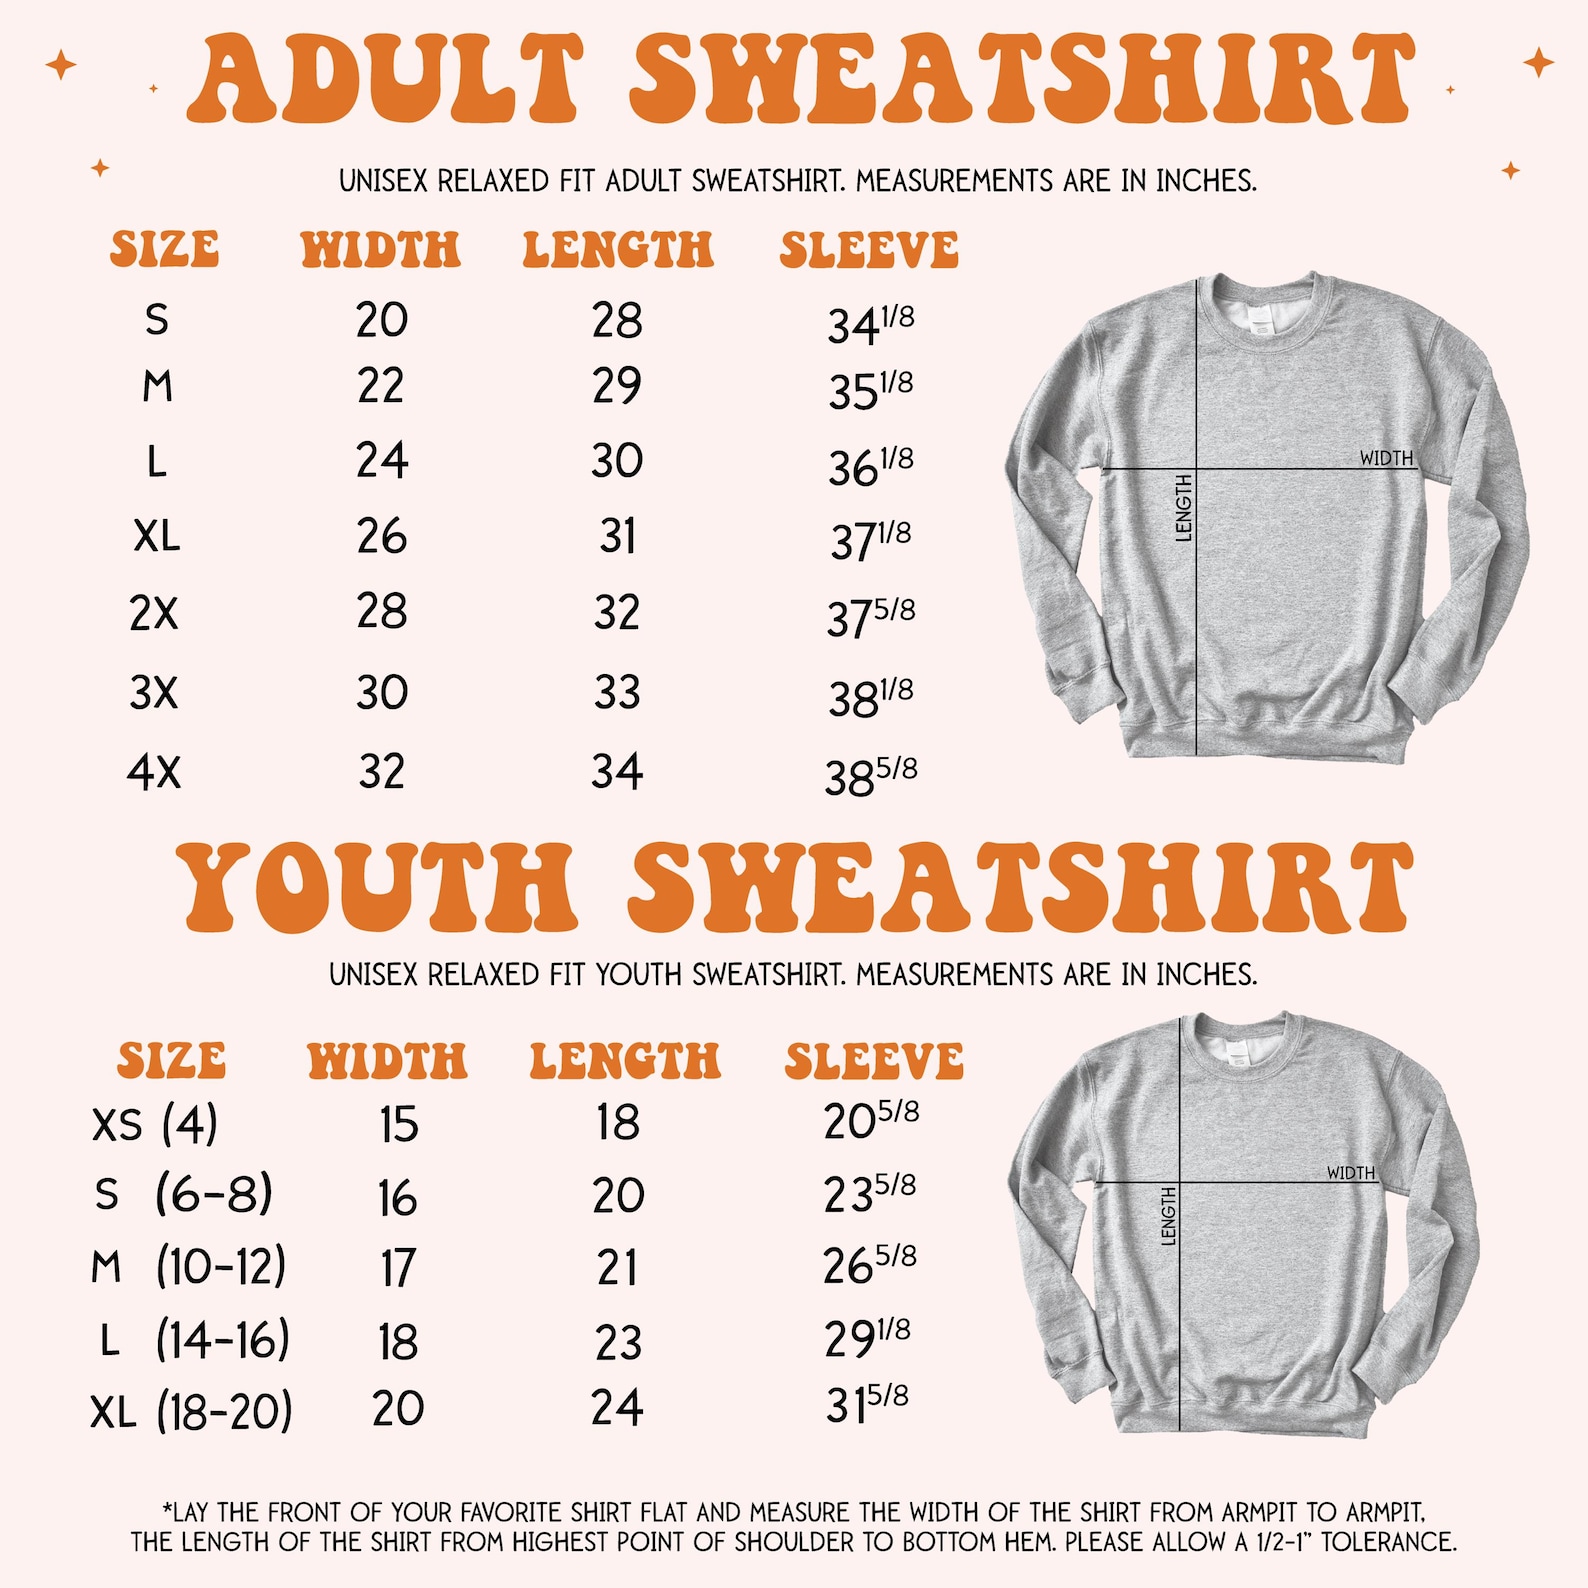 ADULT SWEATSHIRT
UNISEX RELAXED FIT ADULT SWEATSHIRT. MEASUREMENTS ARE IN INCHES.
SIZE WIDTH LENGTH SLEEVE
S 20 28 34 1/8
M 22 29 35 1/8
L 24 30 36 1/8
XL 26 31 37 1/8
2X 28 32 37 5/8
3X 30 33 38 1/8
4X 32 34 38 5/8
WIDTH
LENGTH
YOUTH SWEATSHIRT
UNISEX RELAXED FIT YOUTH SWEATSHIRT. MEASUREMENTS ARE IN INCHES.
SIZE WIDTH LENGTH SLEEVE
XS (4) 15 18 20 5/8
S (6-8) 16 20 23 5/8
M (10-12) 17 21 26 5/8
L (14-16) 18 23 29 1/8
XL (18-20) 20 24 31 5/8
WIDTH
LENGTH
*LAY THE FRONT OF YOUR FAVORITE SHIRT FLAT AND MEASURE THE WIDTH OF THE SHIRT FROM ARMPIT TO ARMPIT,
THE LENGTH OF THE SHIRT FROM HIGHEST POINT OF SHOULDER TO BOTTOM HEM. PLEASE ALLOW A 1/2-1" TOLERANCE.